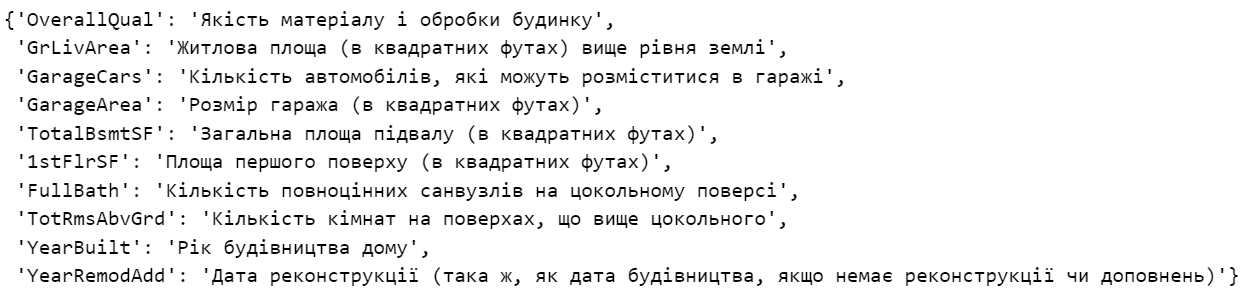 {'OverallQual': 'Якість матеріалу і обробки будинку',
 'GrLivArea': 'Житлова площа (в квадратних футах) вище рівня землі',
 'GarageCars': 'Кількість автомобілів, які можуть розміститися в гаражі',
 'GarageArea': 'Розмір гаража (в квадратних футах)',
 'TotalBsmtSF': 'Загальна площа підвалу (в квадратних футах)',
 '1stFlrSF': 'Площа першого поверху (в квадратних футах)',
 'FullBath': 'Кількість повноцінних санвузлів на цокольному поверсі',
 'TotRmsAbvGrd': 'Кількість кімнат на поверхах, що вище цокольного',
 'YearBuilt': 'Рік будівництва дому',
 'YearRemodAdd': 'Дата реконструкції (така ж, як дата будівництва, якщо немає реконструкції чи доповнень)'}